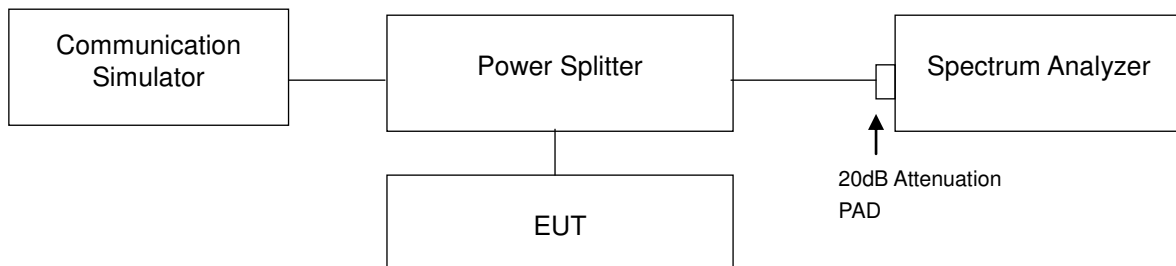 Communication
Simulator
Power Splitter
Spectrum Analyzer
20dB Attenuation
PAD
EUT